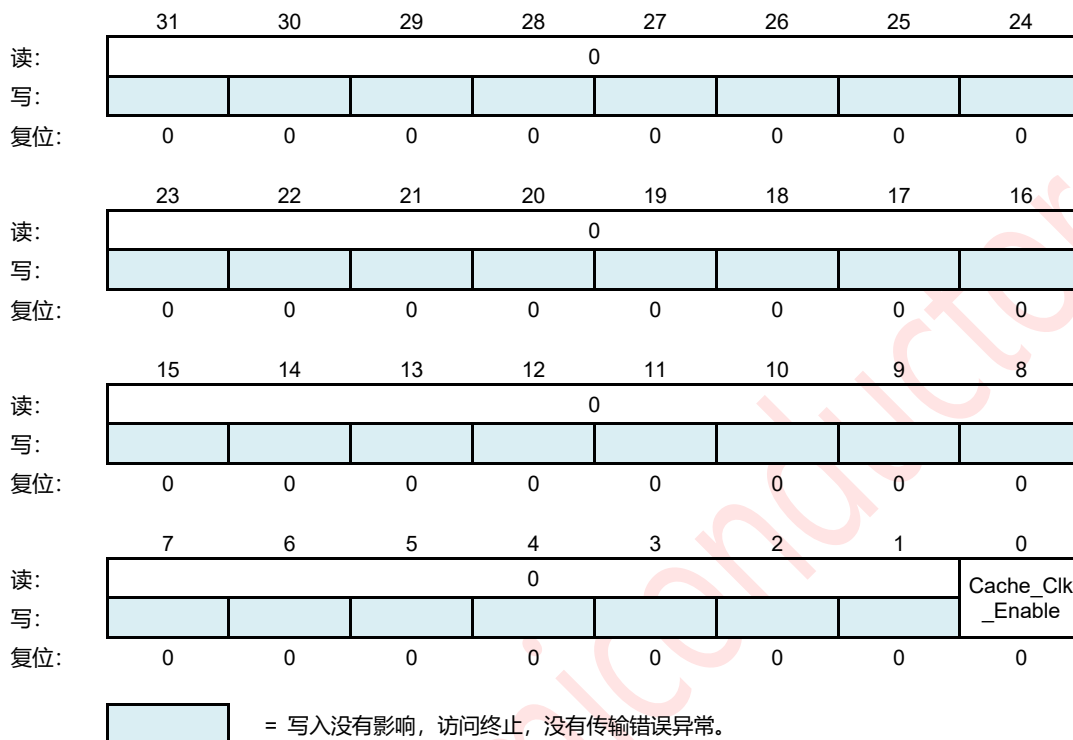 31 30 29 28 27 26 25 24
读: 0
写:
复位: 0 0 0 0 0 0 0 0
23 22 21 20 19 18 17 16
读: 0
写:
复位: 0 0 0 0 0 0 0 0
15 14 13 12 11 10 9 8
读: 0
写:
复位: 0 0 0 0 0 0 0 0
7 6 5 4 3 2 1 0
读: 0 Cache_Clk
写: _Enable
复位: 0 0 0 0 0 0 0 0
= 写入没有影响，访问终止，没有传输错误异常。
niconductor